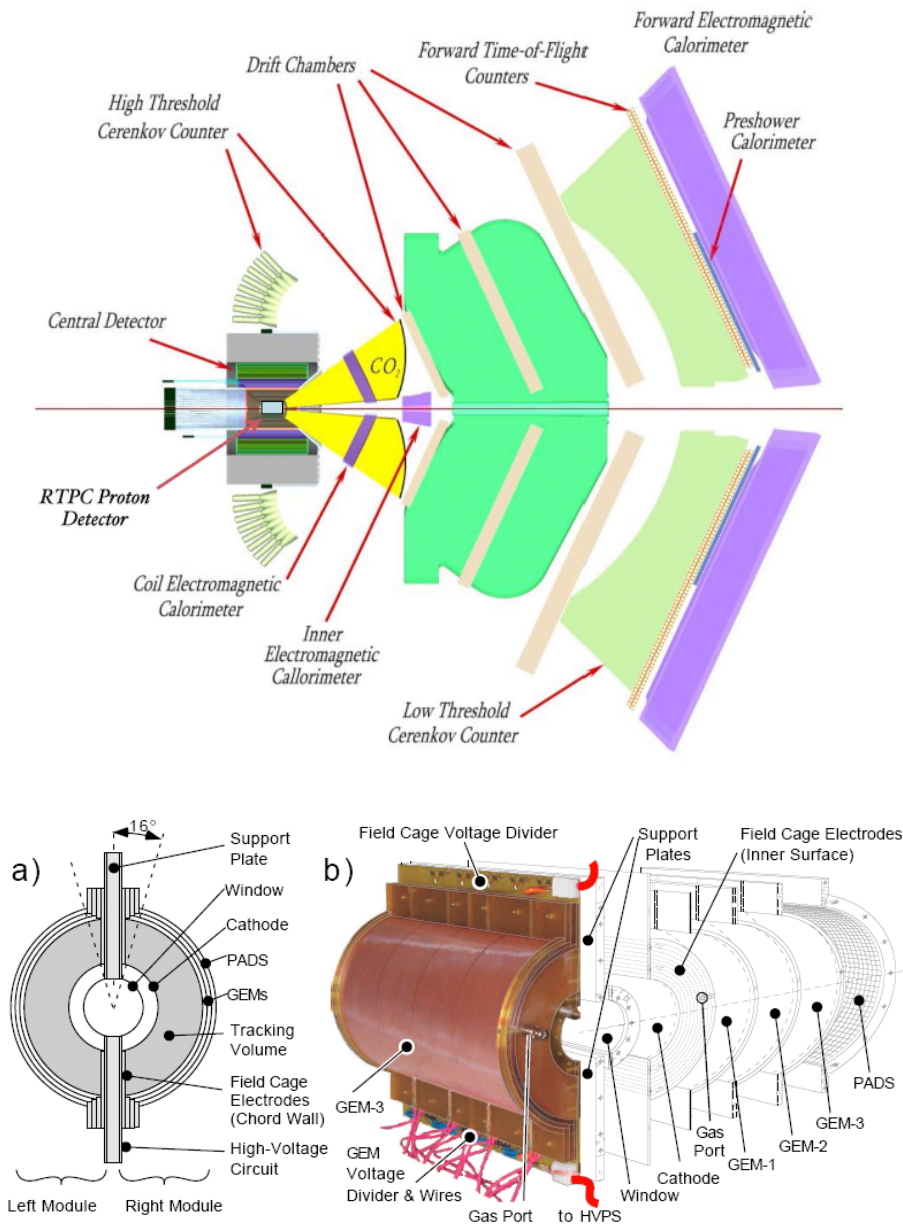 Forward Electromagnetic
Calorimeter
Forward Time-of-Flight
Counters
Drift Chambers
High Threshold
Cerenkov Counter
Preshower
Calorimeter
Central Detector
CO2
RTPC Proton
Detector
Coil Electromagnetic
Calorimeter
Inner
Electromagnetic
Callorimeter
Low Threshold
Cerenkov Counter
a)
16°
Support
Plate
Window
Cathode
PADS
GEMs
Tracking
Volume
Field Cage
Electrodes
(Chord Wall)
High-Voltage
Circuit
Left Module
Right Module
b)
Field Cage Voltage Divider
Support
Plates
Field Cage Electrodes
(Inner Surface)
GEM-3
GEM
Voltage
Divider & Wires
Gas Port
to HVPS
Window
Cathode
GEM-1
Gas
Port
GEM-2
GEM-3
PADS